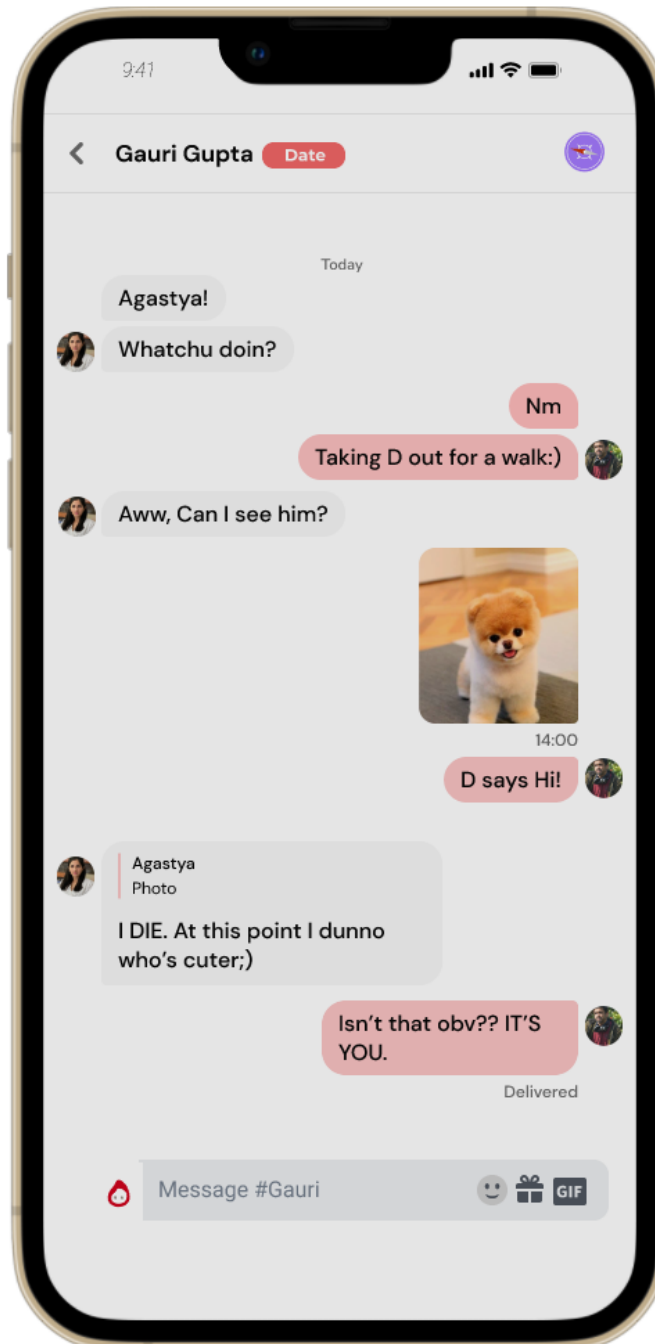 9:41
Gauri Gupta Date
Today
Agastya!
Whatchu doin?
Nm
Taking D out for a walk:)
Aww, Can I see him?
14:00
D says Hi!
Agastya
Photo
I DIE. At this point I dunno
who's cuter;)
Isn't that obv?? IT'S
YOU.
Delivered
Message #Gauri GIF